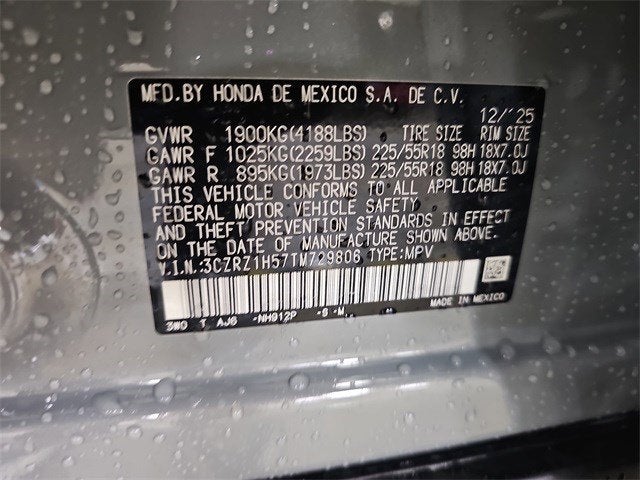 MFD.BY HONDA DE MEXICO S.A. DE C.V.
12/'25
GVWR 1900KG(4188LBS) TIRE SIZE RIM SIZE
GAWR F 1025KG(2259LBS) 225/55R18 98H 18X7.0J
GAWR R 895KG(1973LBS) 225/55R18 98H 18X7.0J
THIS VEHICLE CONFORMS TO ALL APPLICABLE
FEDERAL MOTOR VEHICLE SAFETY
AND THEFT PREVENTION STANDARDS IN EFFECT
ON THE DATE OF MANUFACTURE SHOWN ABOVE.
V.I.N.:3CZRZ1H57TM729806 TYPE:MPV
MADE IN MEXICO
3W0 T AJ6 -NH912P -S -M